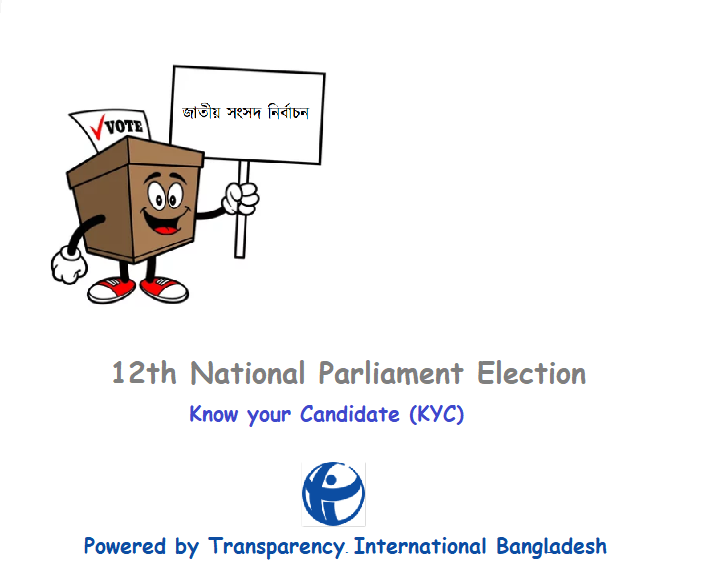 জাতীয় সংসদ নির্বাচন
VOTE
12th National Parliament Election
Know your Candidate (KYC)
Powered by Transparency. International Bangladesh